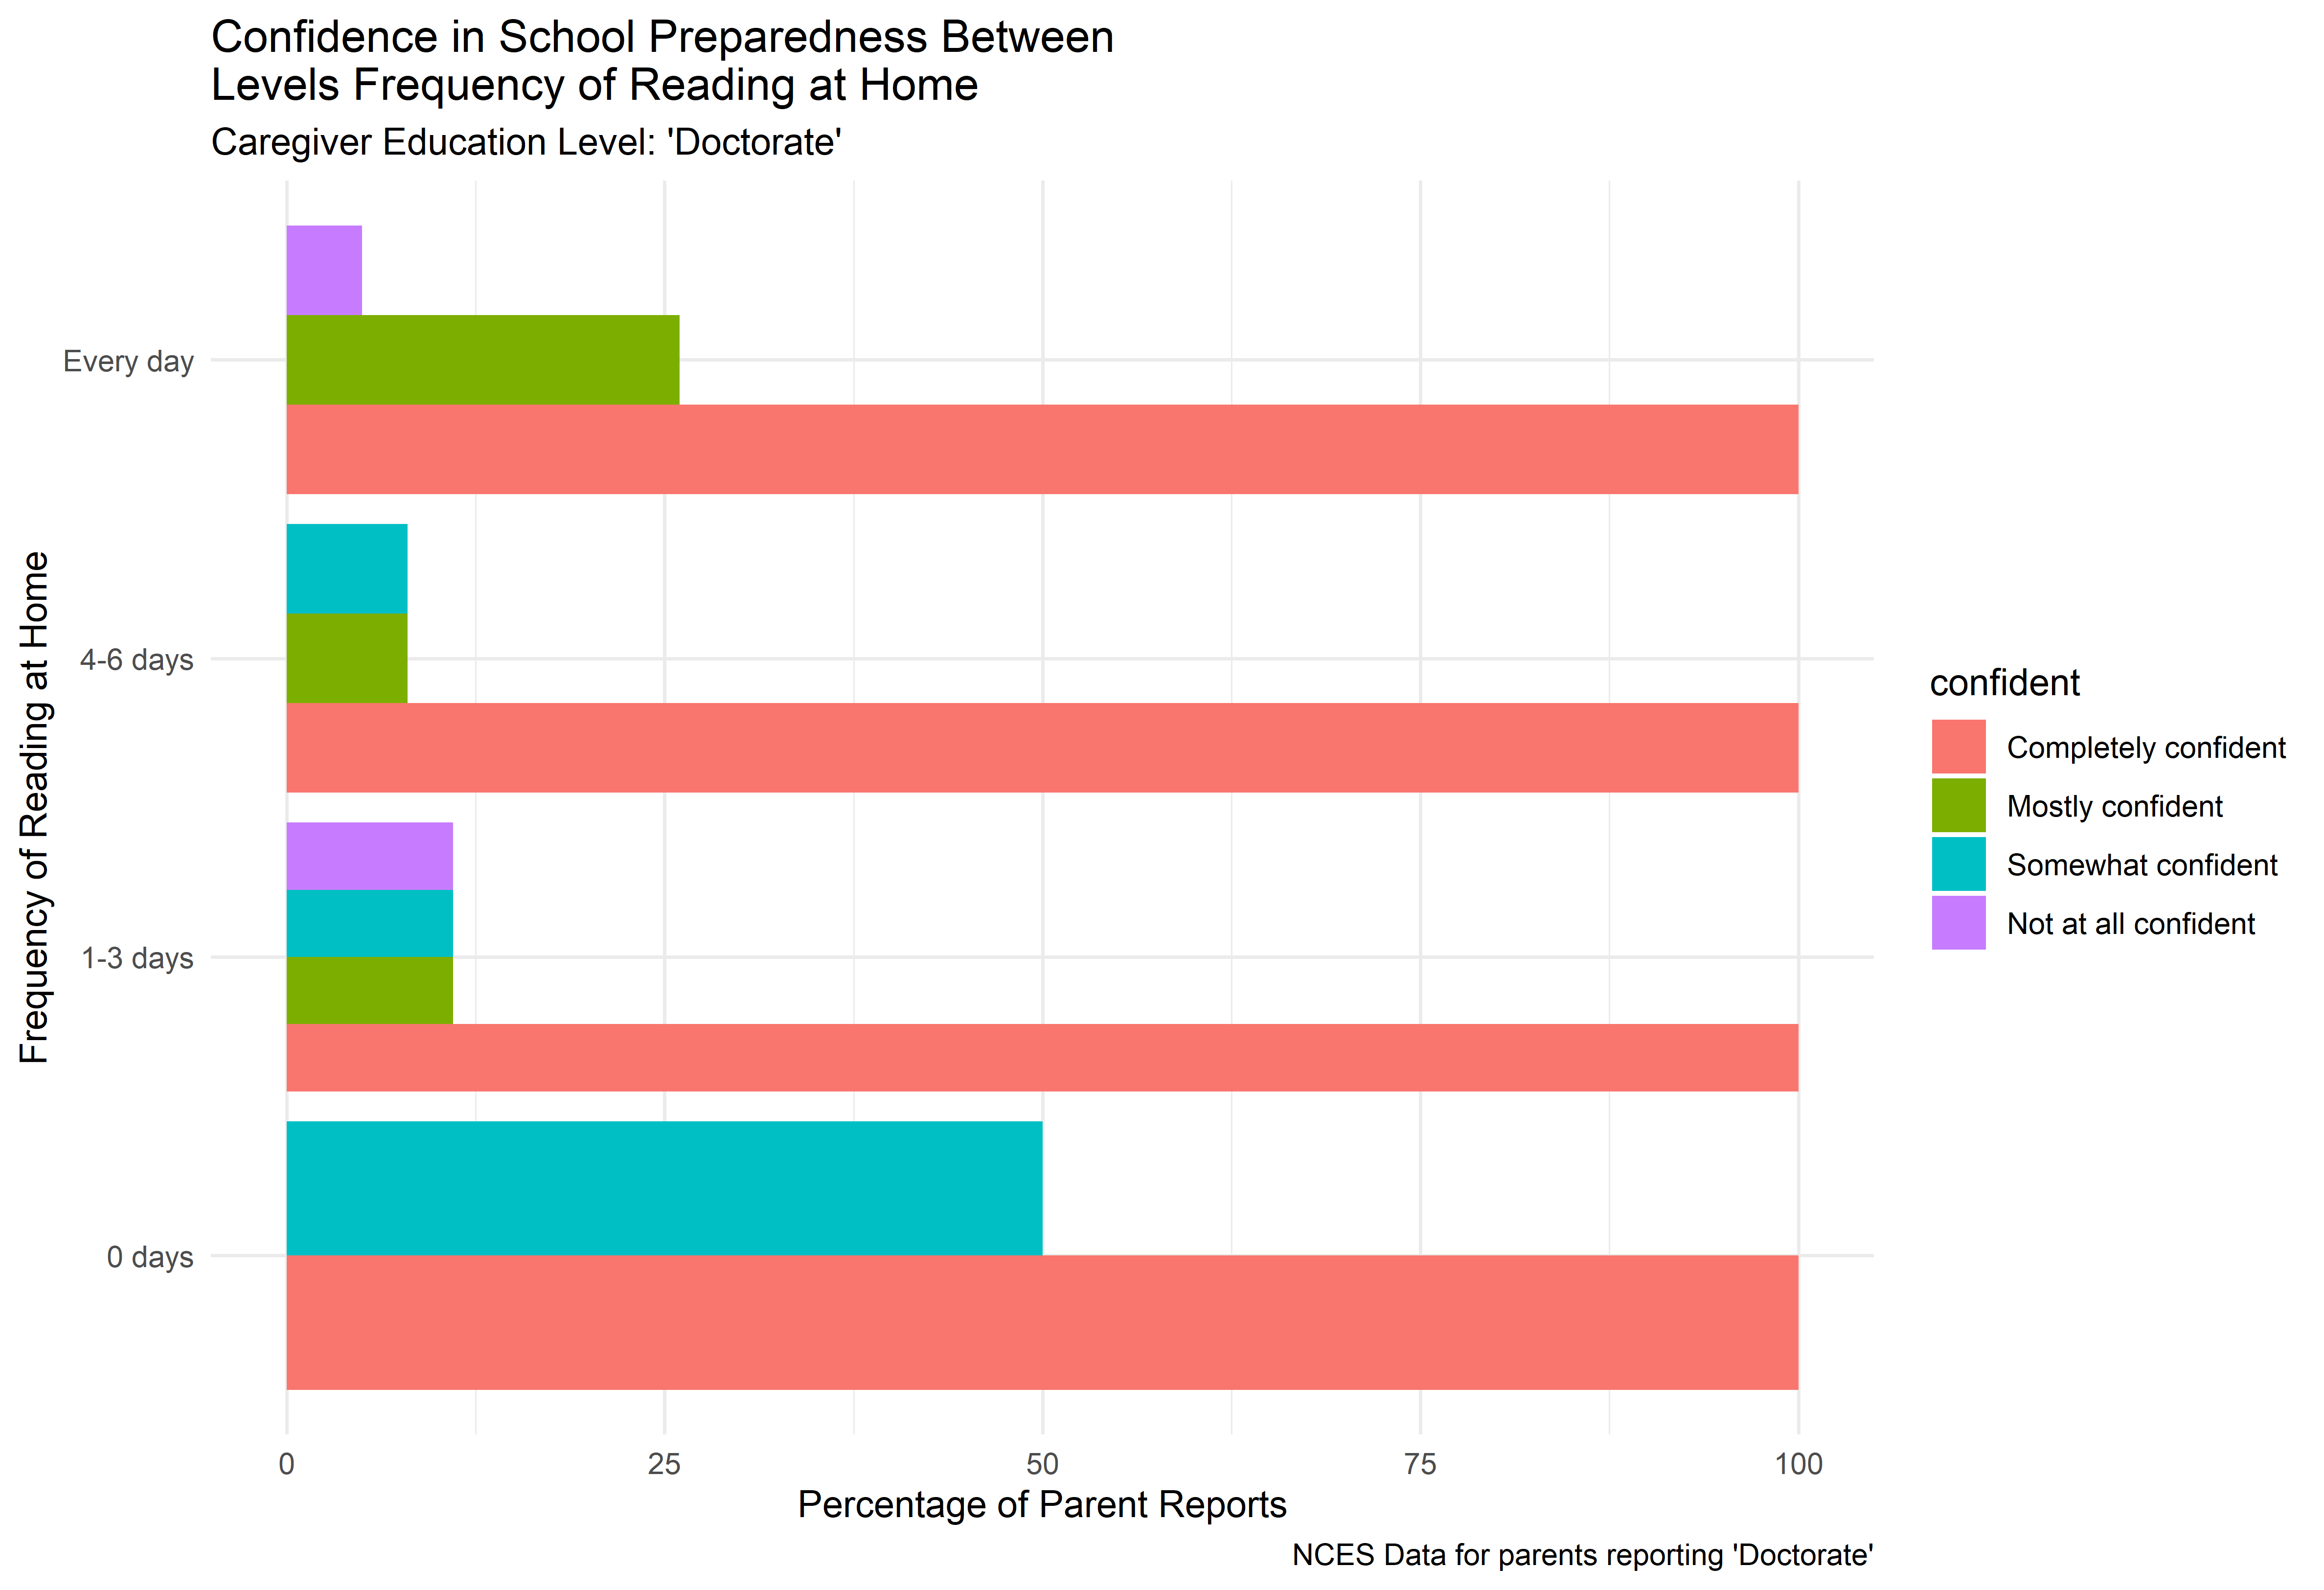 Confidence in School Preparedness Between
Levels Frequency of Reading at Home
Caregiver Education Level: 'Doctorate'
Frequency of Reading at Home
Every day
4-6 days
1-3 days
0 days
0
25
50
75
100
Percentage of Parent Reports
confident
Completely confident
Mostly confident
Somewhat confident
Not at all confident
NCES Data for parents reporting 'Doctorate'